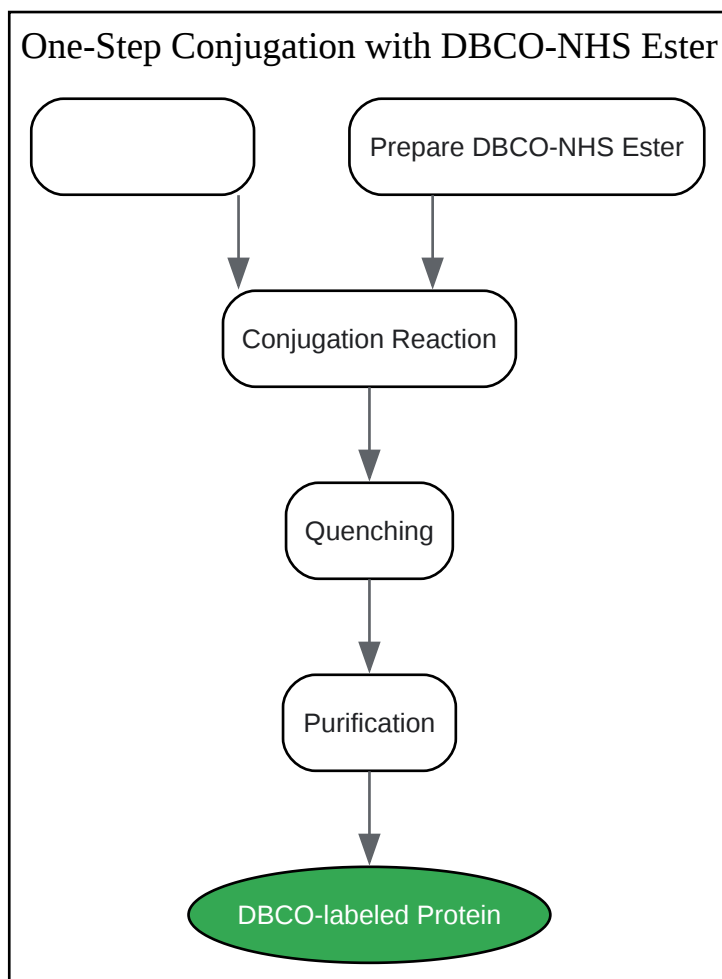 One-Step Conjugation with DBCO-NHS Ester
Prepare DBCO-NHS Ester
Conjugation Reaction
Quenching
Purification
DBCO-labeled Protein